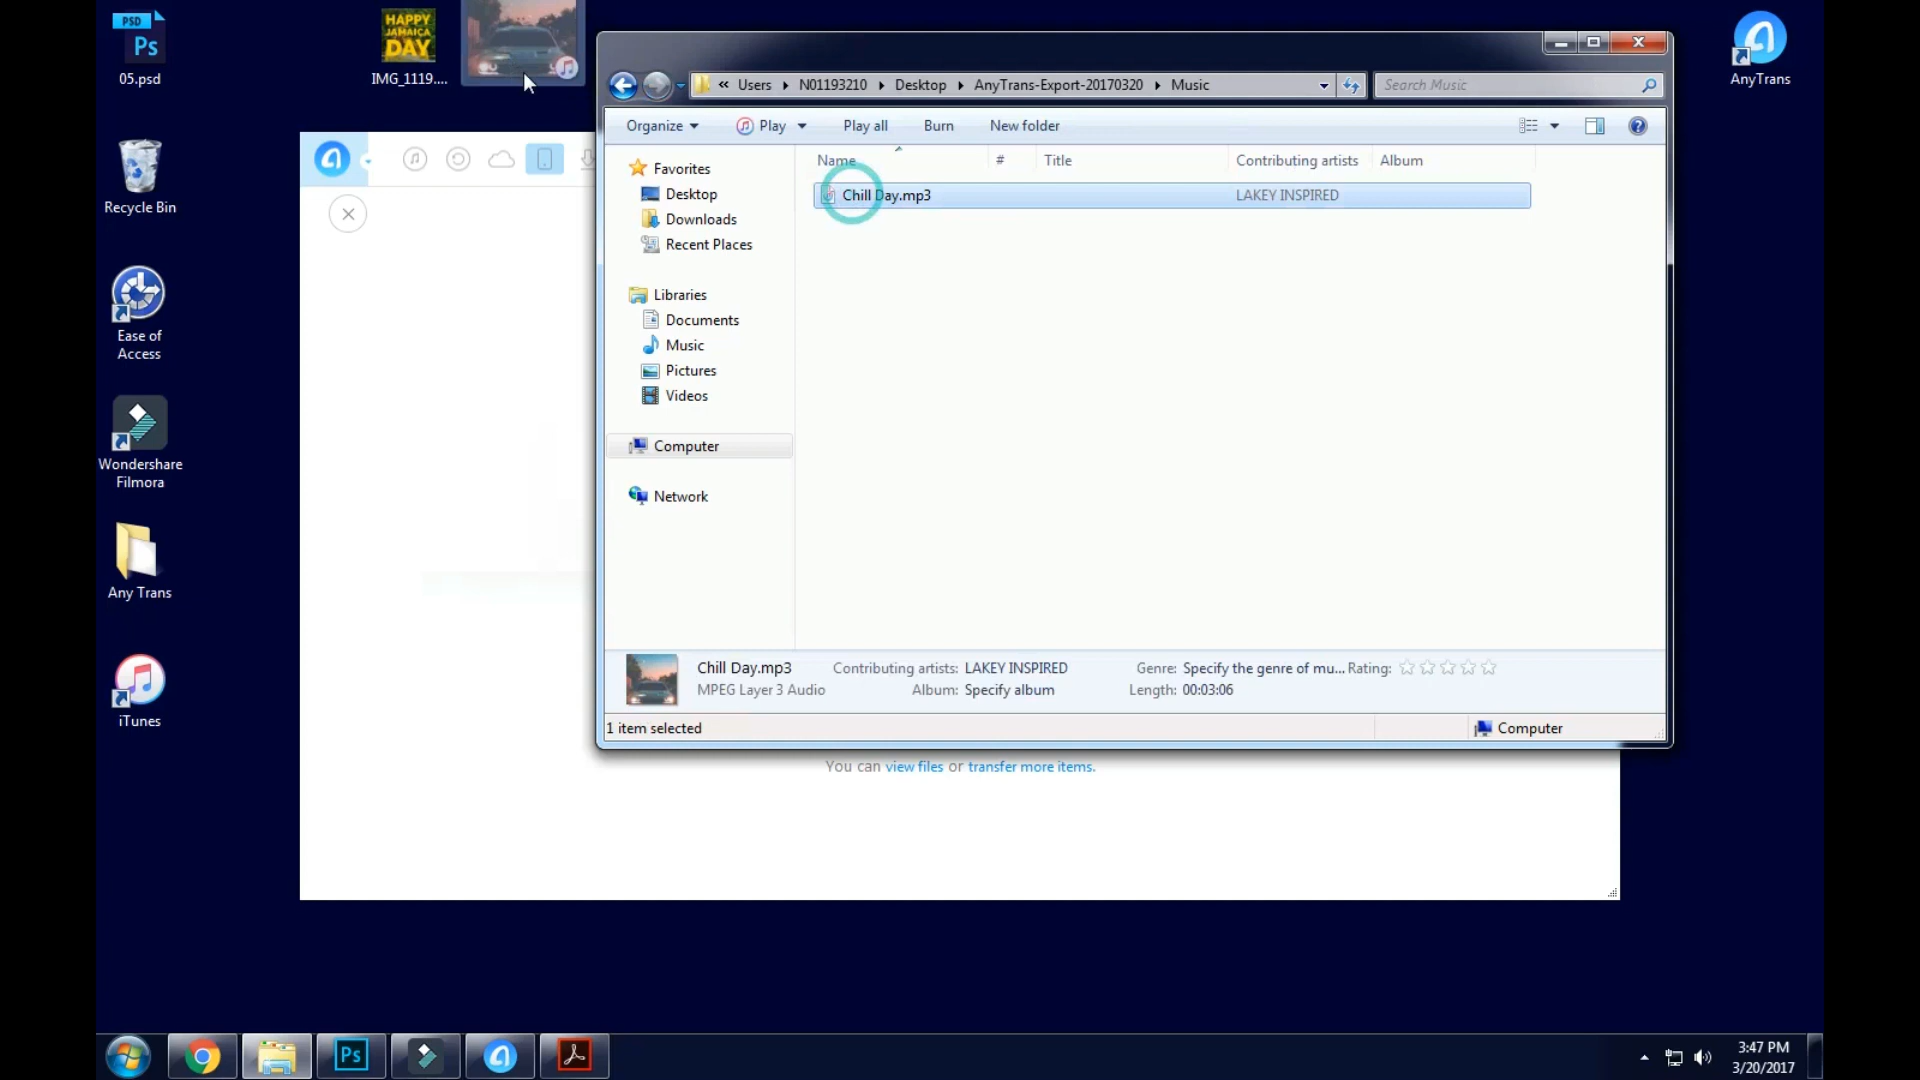 PSD
Ps
05.psd
HAPPY
JAMAICA
DAY
IMG_1119....
AnyTrans
Recycle Bin
Ease of
Access
Wondershare
Filmora
Any Trans
iTunes
« Users N01193210 Desktop AnyTrans-Export-20170320 Music
Search Music
Organize Play Play all Burn New folder
Name # Title Contributing artists Album
Chill Day.mp3 LAKEY INSPIRED
Favorites
Desktop
Downloads
Recent Places
Libraries
Documents
Music
Pictures
Videos
Computer
Network
Chill Day.mp3 Contributing artists: LAKEY INSPIRED Genre: Specify the genre of mu... Rating:
MPEG Layer 3 Audio Album: Specify album Length: 00:03:06
1 item selected Computer
You can view files or transfer more items.
Ps
3:47 PM
3/20/2017